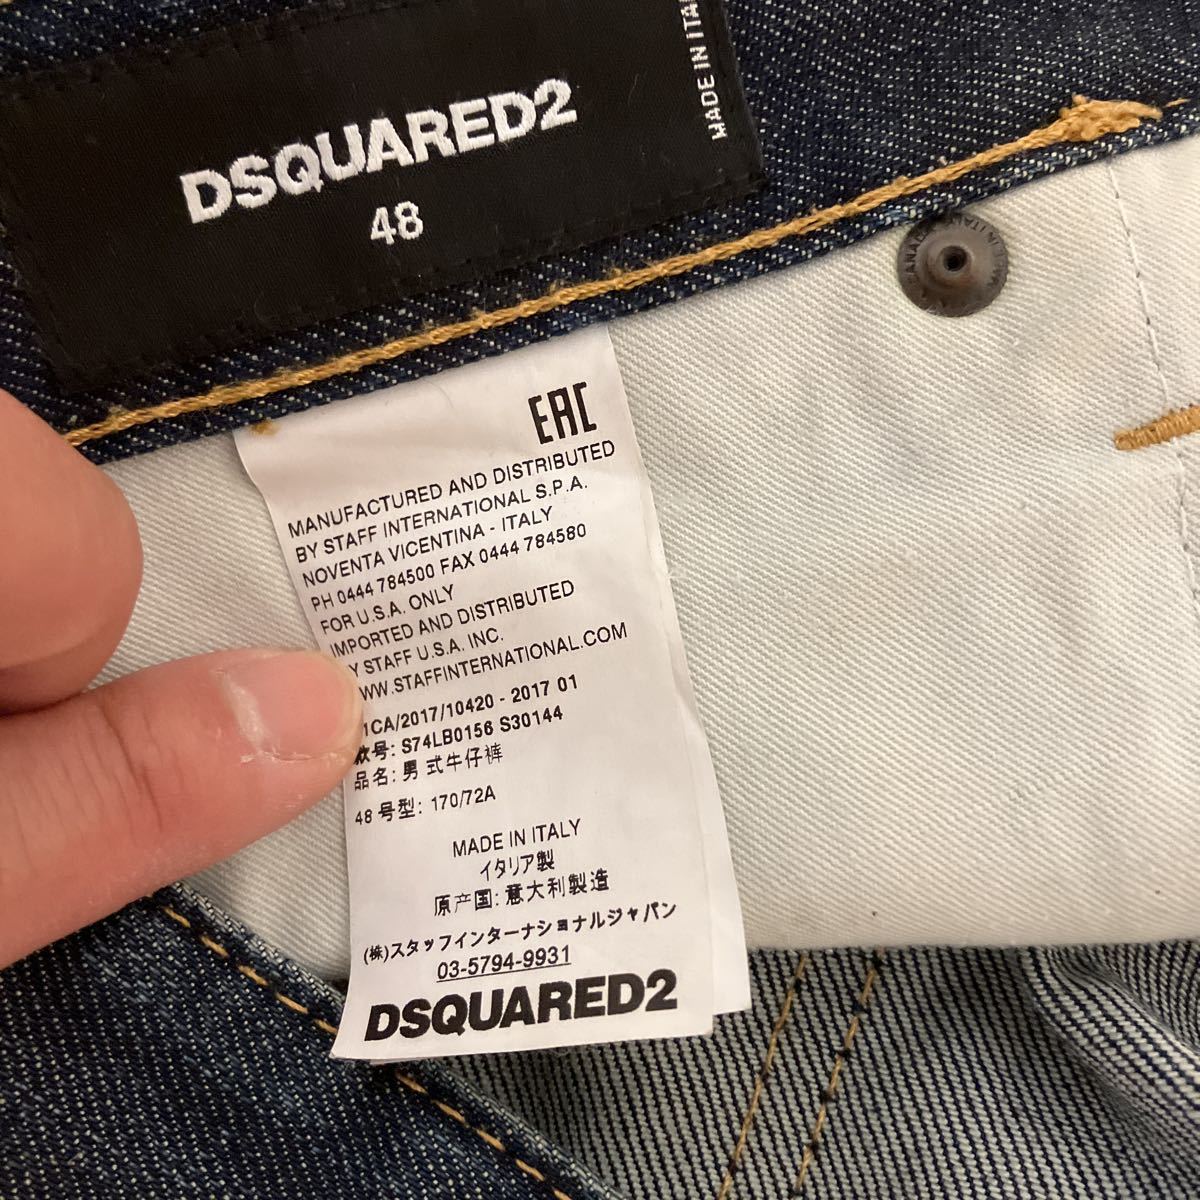 DSQUARED2
48
MADE IN ITA
EAC
MANUFACTURED AND DISTRIBUTED
BY STAFF INTERNATIONAL S.P.A.
NOVENTA VICENTINA - ITALY
PH 0444 784500 FAX 0444 784580
FOR U.S.A. ONLY
IMPORTED AND DISTRIBUTED
Y STAFF U.S.A. INC.
WW.STAFFINTERNATIONAL.COM
1CA/2017/10420 - 2017 01
款号: S74LB0156 S30144
品名: 男 式牛仔裤
48 号型: 170/72A
MADE IN ITALY
イタリア製
原产国: 意大利製造
(株)スタッフインターナショナルジャパン
03-5794-9931
DSQUARED2